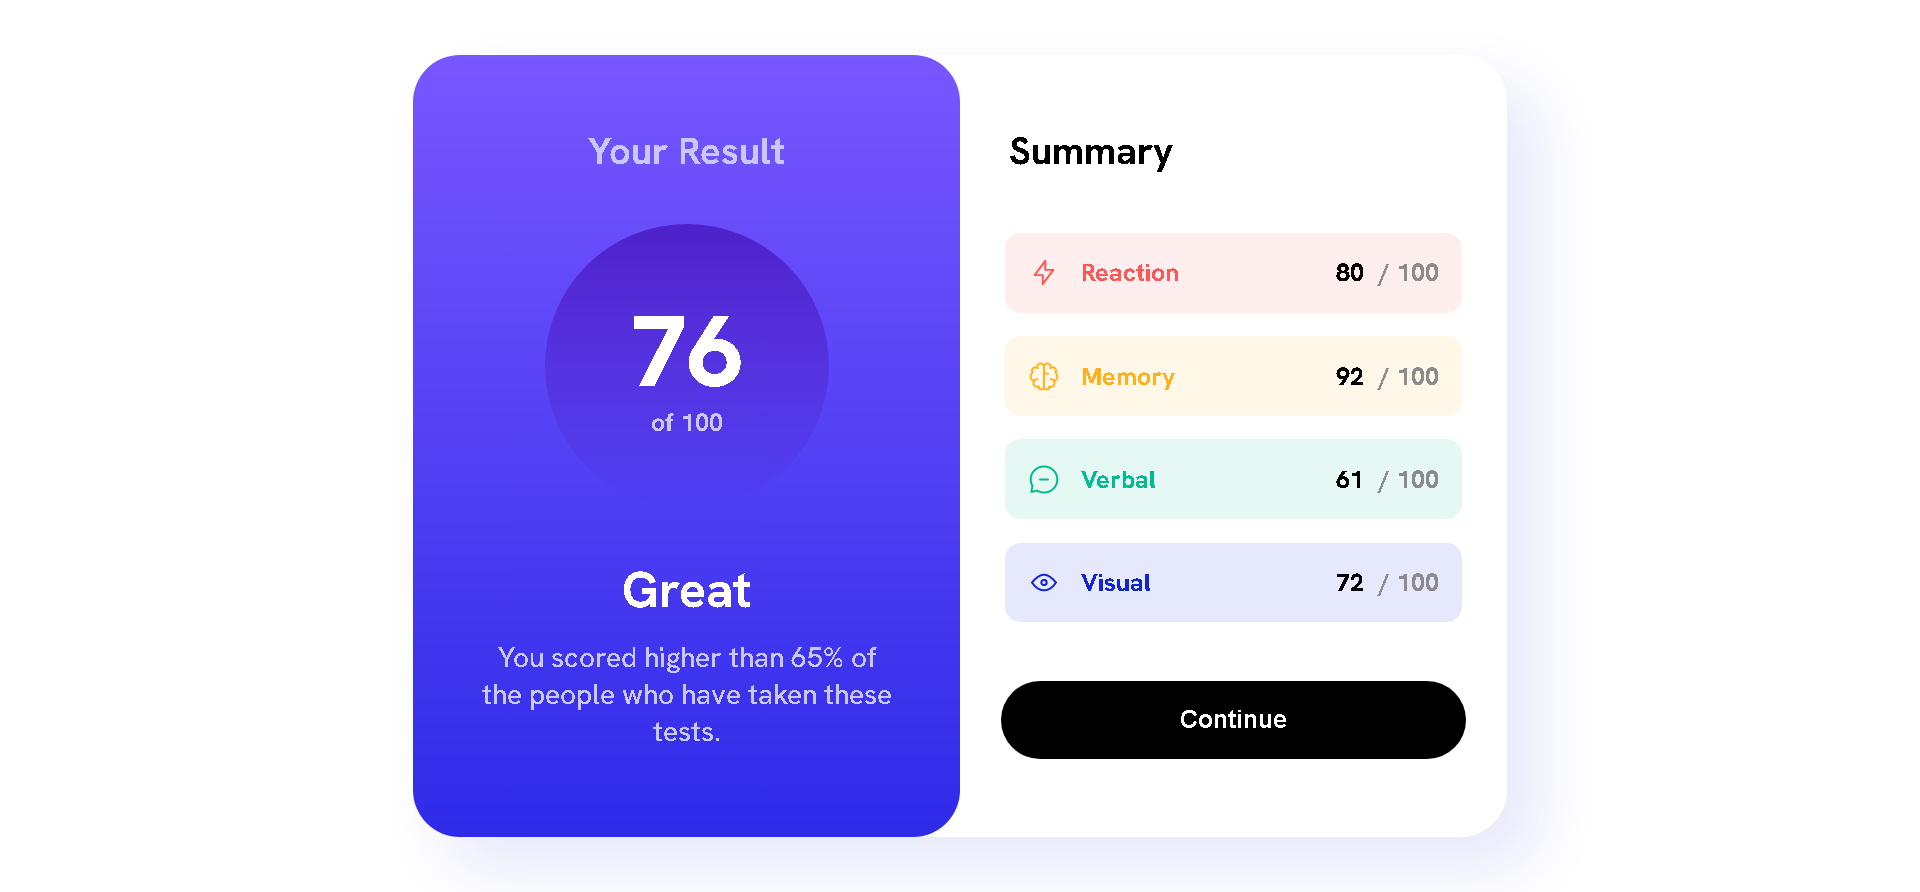 Your Result
76
of 100
Great
You scored higher than 65% of
the people who have taken these
tests.
Summary
Reaction 80 / 100
Memory 92 / 100
Verbal 61 / 100
Visual 72 / 100
Continue